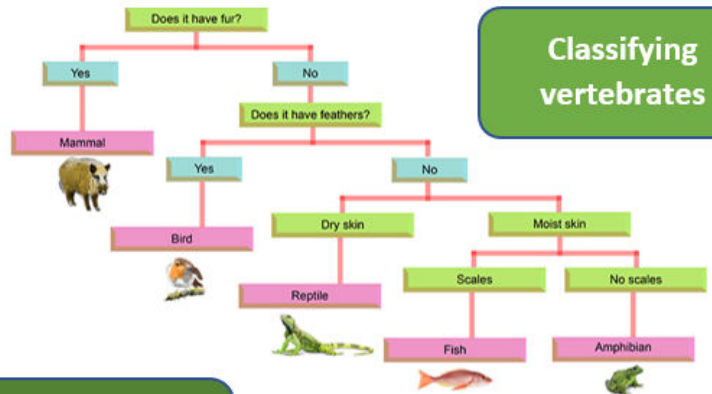 Does it have fur?
Classifying
vertebrates
Yes
No
Does it have feathers?
Mammal
Yes
No
Bird
Dry skin
Moist skin
Reptile
Scales
No scales
Fish
Amphibian